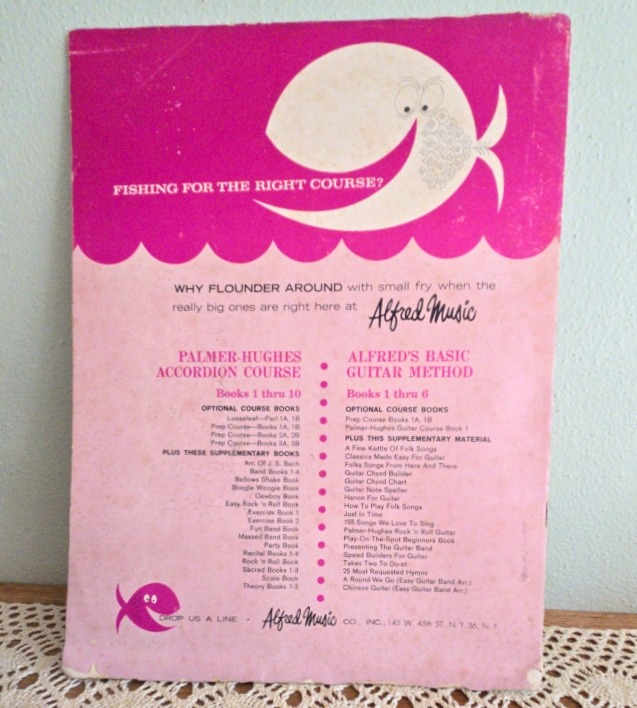 FISHING FOR THE RIGHT COURSE?
WHY FLOUNDER AROUND with small fry when the
really big ones are right here at Alfred Music
PALMER-HUGHES
ACCORDION COURSE
Books 1 thru 10
OPTIONAL COURSE BOOKS
Looseleaf—Part 1A, 1B
Prep Course—Books 1A, 1B
Prep Course—Books 2A, 2B
Prep Course—Books 3A, 3B
PLUS THESE SUPPLEMENTARY BOOKS
Arr. Of J. S. Bach
Band Books 1-4
Bellows Shake Book
Boogie Woogie Book
Cowboy Book
Easy Rock 'n Roll Book
Exercise Book 1
Exercise Book 2
Fun Band Book
Massed Band Book
Party Book
Recital Books 1-4
Rock 'n Roll Book
Sacred Books 1-3
Scale Book
Theory Books 1-5
ALFRED'S BASIC
GUITAR METHOD
Books 1 thru 6
OPTIONAL COURSE BOOKS
Prep Course Books 1A, 1B
Palmer-Hughes Guitar Course Book 1
PLUS THIS SUPPLEMENTARY MATERIAL
A Fine Kettle Of Folk Songs
Classics Made Easy For Guitar
Folks Songs From Here And There
Guitar Chord Builder
Guitar Chord Chart
Guitar Note Speller
Hanon For Guitar
How To Play Folk Songs
Just In Time
155 Songs We Love To Sing
Palmer-Hughes Rock 'n Roll Guitar
Play-On-The-Spot Beginners Book
Presenting The Guitar Band
Speed Builders For Guitar
Takes Two To Du-et
25 Most Requested Hymns
A Round We Go (Easy Guitar Band Arr.)
Chinese Guitar (Easy Guitar Band Arr.)
DROP US A LINE · Alfred Music CO., INC., 145 W. 45th ST., N.Y. 36, N.Y.